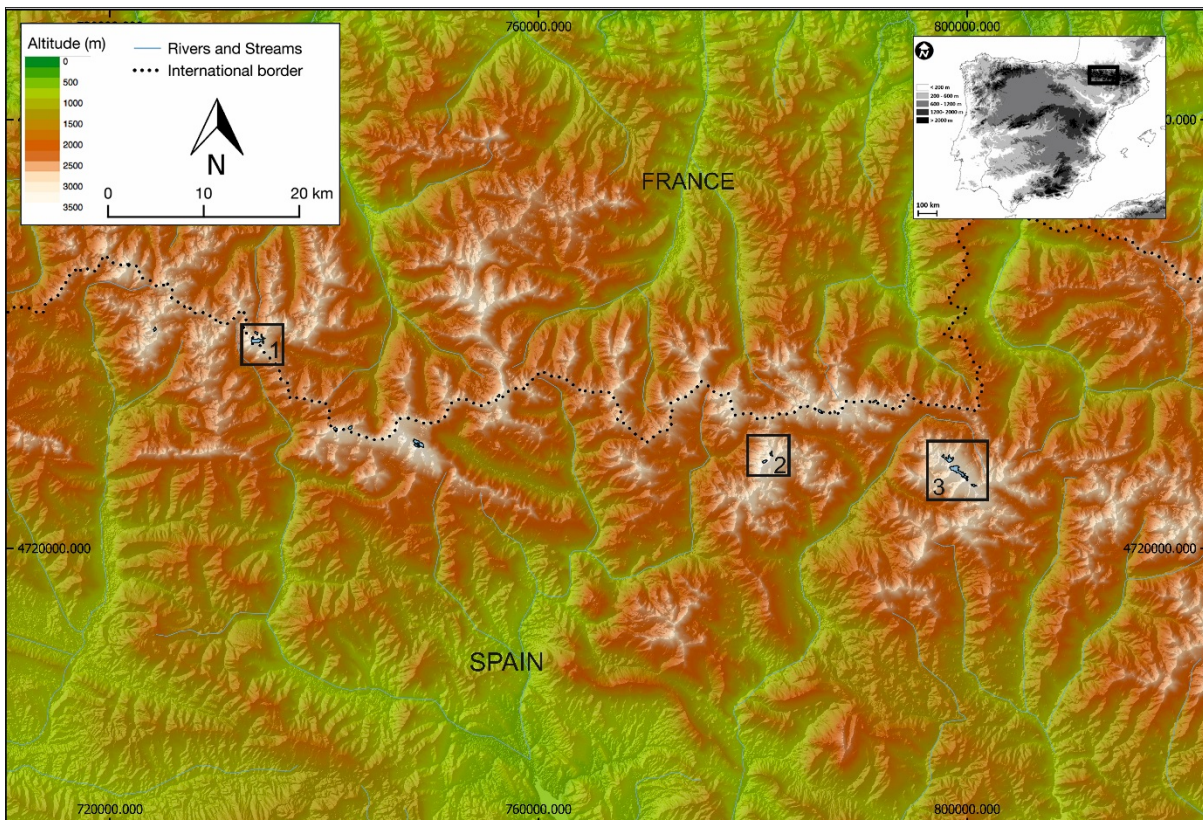 760000.000
800000.000
Altitude (m)
0
500
1000
1500
2000
2500
3000
3500
Rivers and Streams
International border
N
0 10 20 km
N
< 200 m
200 - 600 m
600 - 1200 m
1200- 2000 m
> 2000 m
100 km
FRANCE
1
2
3
4720000.000
4720000.000
SPAIN
720000.000
760000.000
800000.000